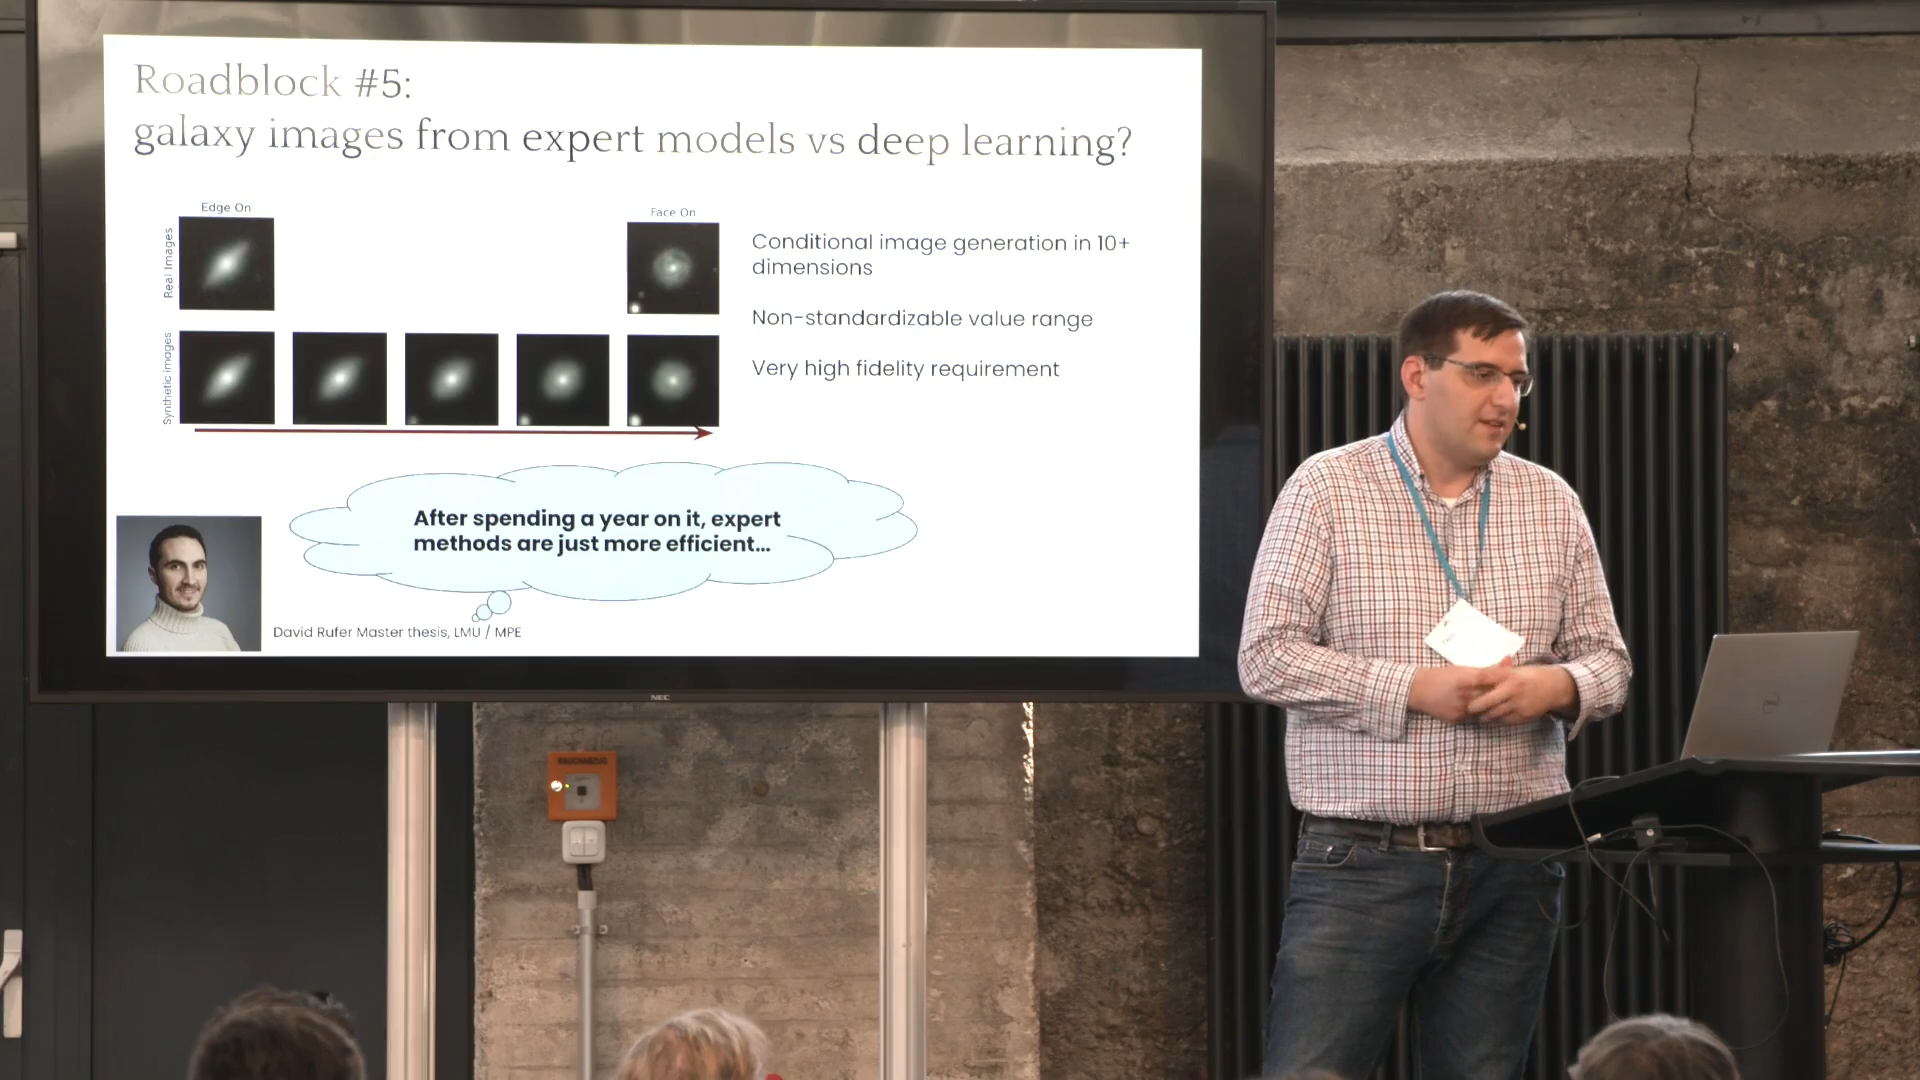 Roadblock #5:
galaxy images from expert models vs deep learning?
Edge On
Face On
Real Images
Synthetic images
Conditional image generation in 10+
dimensions
Non-standardizable value range
Very high fidelity requirement
After spending a year on it, expert
methods are just more efficient...
David Rufer Master thesis, LMU / MPE
NEC
RAUCHABZUG